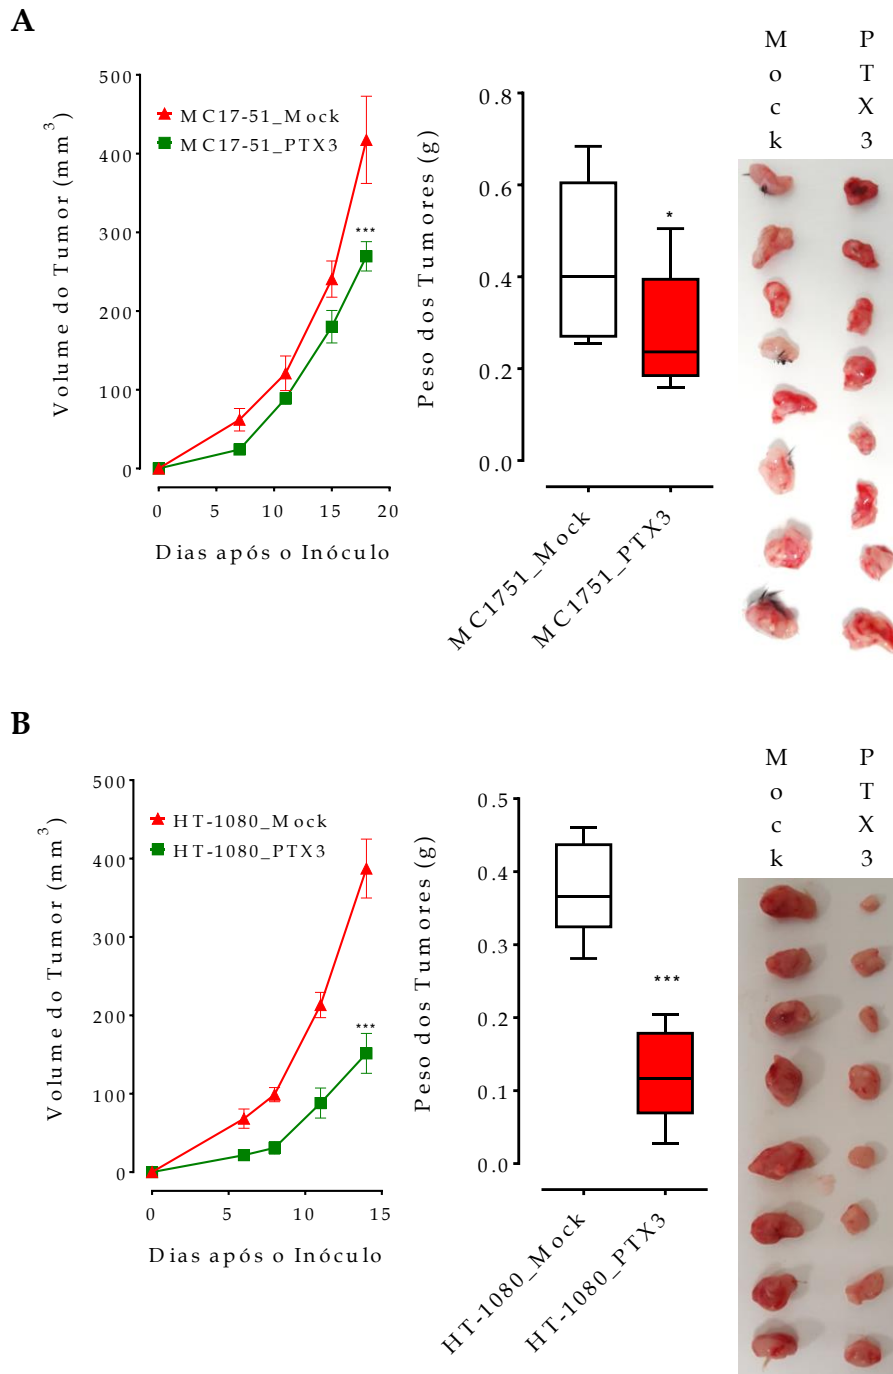 A
Volume do Tumor (mm3)
500
400
300
200
100
0
MC17-51_Mock
MC17-51_PTX3
***
0 5 10 15 20
Dias após o Inóculo
Peso dos Tumores (g)
0.8
0.6
0.4
0.2
0.0
*
MC1751_Mock
MC1751_PTX3
Mock
PTX3
B
Volume do Tumor (mm3)
500
400
300
200
100
0
HT-1080_Mock
HT-1080_PTX3
***
0 5 10 15
Dias após o Inóculo
Peso dos Tumores (g)
0.5
0.4
0.3
0.2
0.1
0.0
***
HT-1080_Mock
HT-1080_PTX3
Mock
PTX3